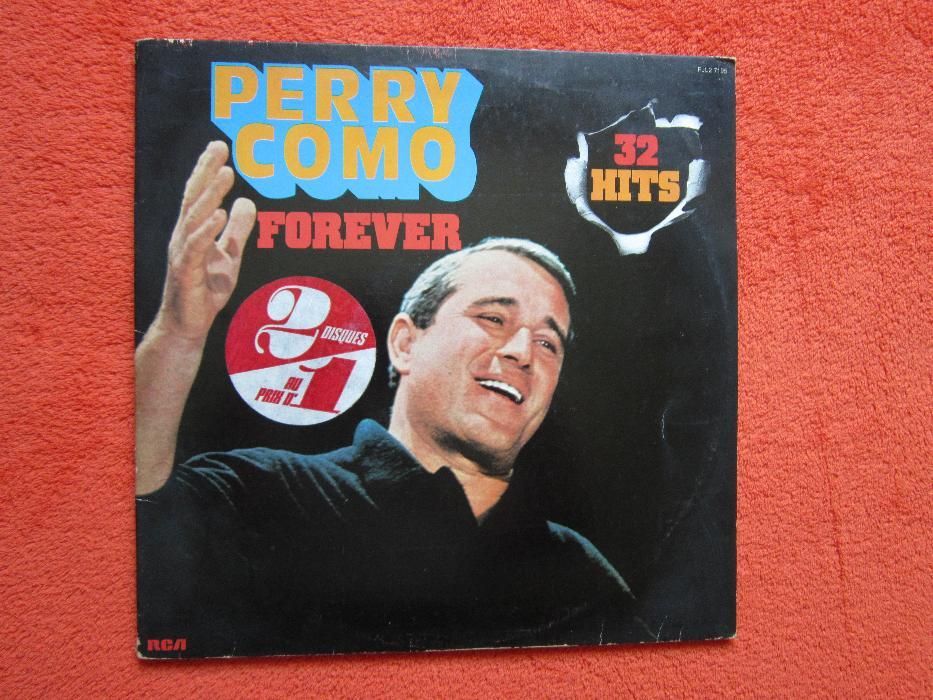 PERRY
COMO
FOREVER
32
HITS
2 DISQUES
AU
PRIX D'1
RCA